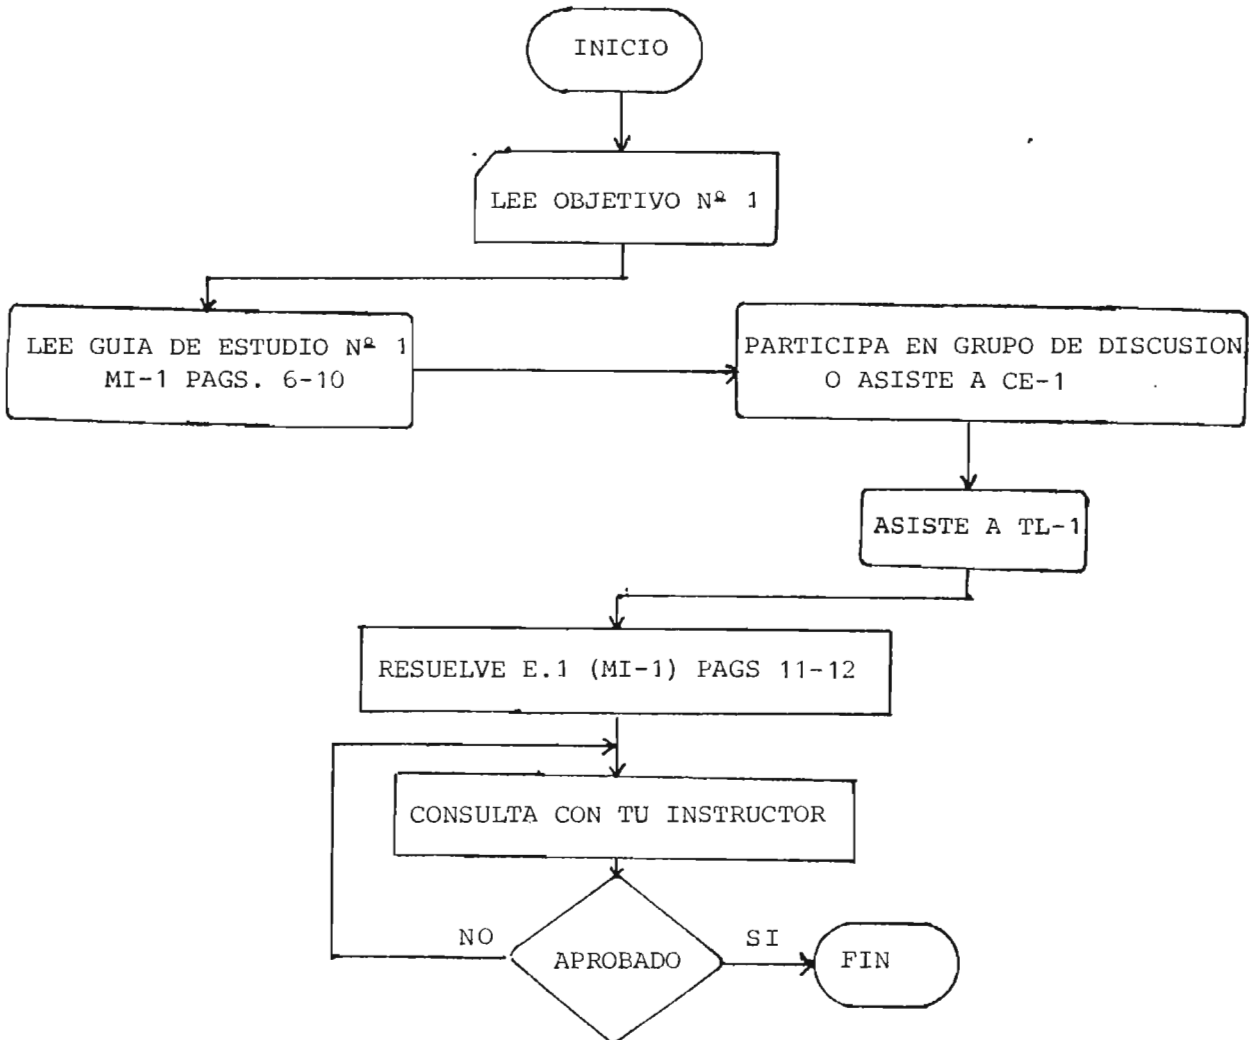 INICIO
LEE OBJETIVO Nº 1
LEE GUIA DE ESTUDIO Nº 1
MI-1 PAGS. 6-10
PARTICIPA EN GRUPO DE DISCUSION
O ASISTE A CE-1
ASISTE A TL-1
RESUELVE E.1 (MI-1) PAGS 11-12
CONSULTA CON TU INSTRUCTOR
NO
APROBADO
SI
FIN